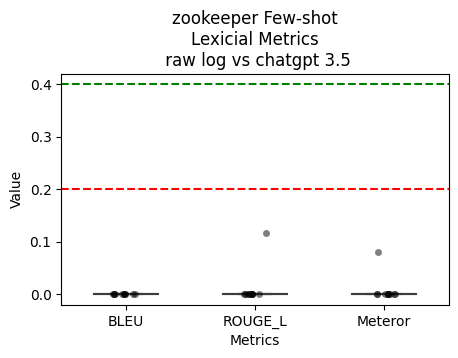 zookeeper Few-shot
Lexicial Metrics
raw log vs chatgpt 3.5
0.4
0.3
0.2
0.1
0.0
Value
BLEU ROUGE_L Meteror
Metrics